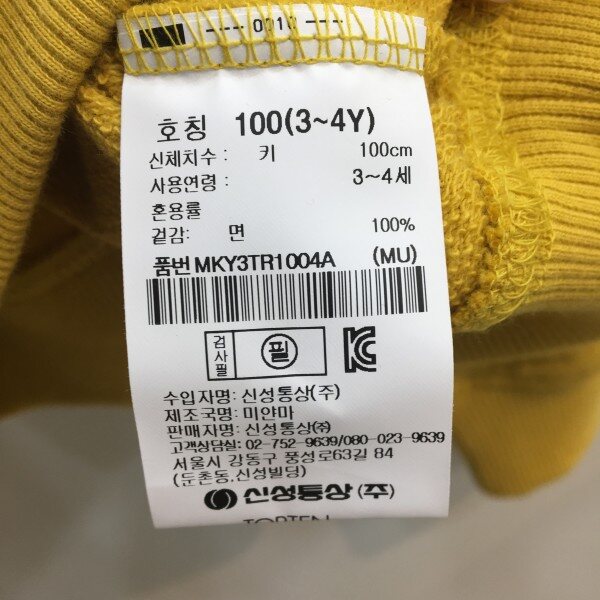 호칭 100(3~4Y)
신체치수 : 키 100cm
사용연령 : 3~4세
혼용률
겉감: 면 100%
품번 MKY3TR1004A (MU)
검사필 필 KC
수입자명: 신성통상(주)
제조국명: 미얀마
판매자명: 신성통상㈜
고객상담실: 02-752-9639/080-023-9639
서울시 강동구 풍성로63길 84
(둔촌동,신성빌딩)
신성통상(주)
TOPTEN